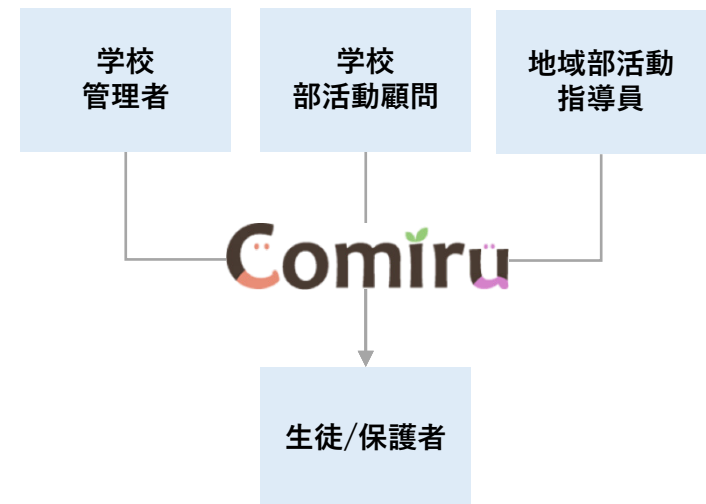 学校
管理者
学校
部活動顧問
地域部活動
指導員
Comiru
生徒/保護者